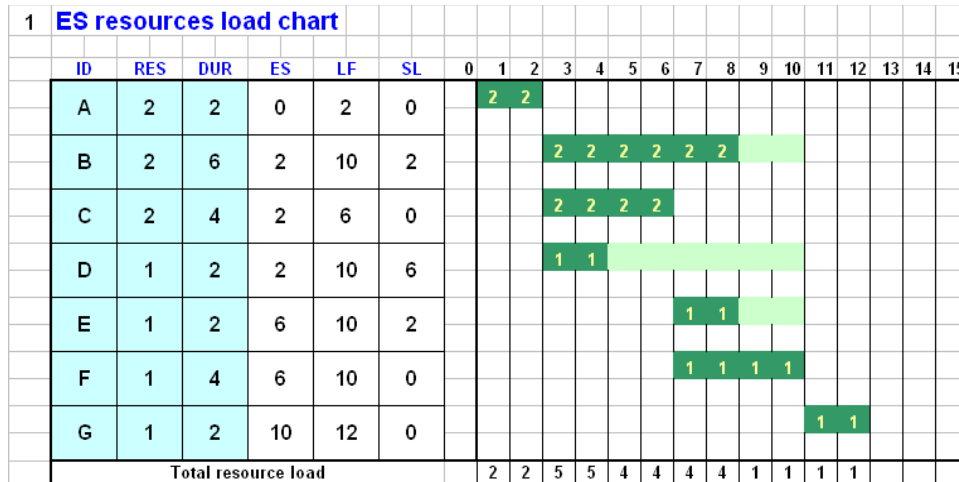 1 ES resources load chart
ID RES DUR ES LF SL 0 1 2 3 4 5 6 7 8 9 10 11 12 13 14 15
2 2
A 2 2 0 2 0
2 2 2 2 2 2
B 2 6 2 10 2
2 2 2 2
C 2 4 2 6 0
1 1
D 1 2 2 10 6
1 1
E 1 2 6 10 2
1 1 1 1
F 1 4 6 10 0
1 1
G 1 2 10 12 0
Total resource load 2 2 5 5 4 4 4 4 1 1 1 1